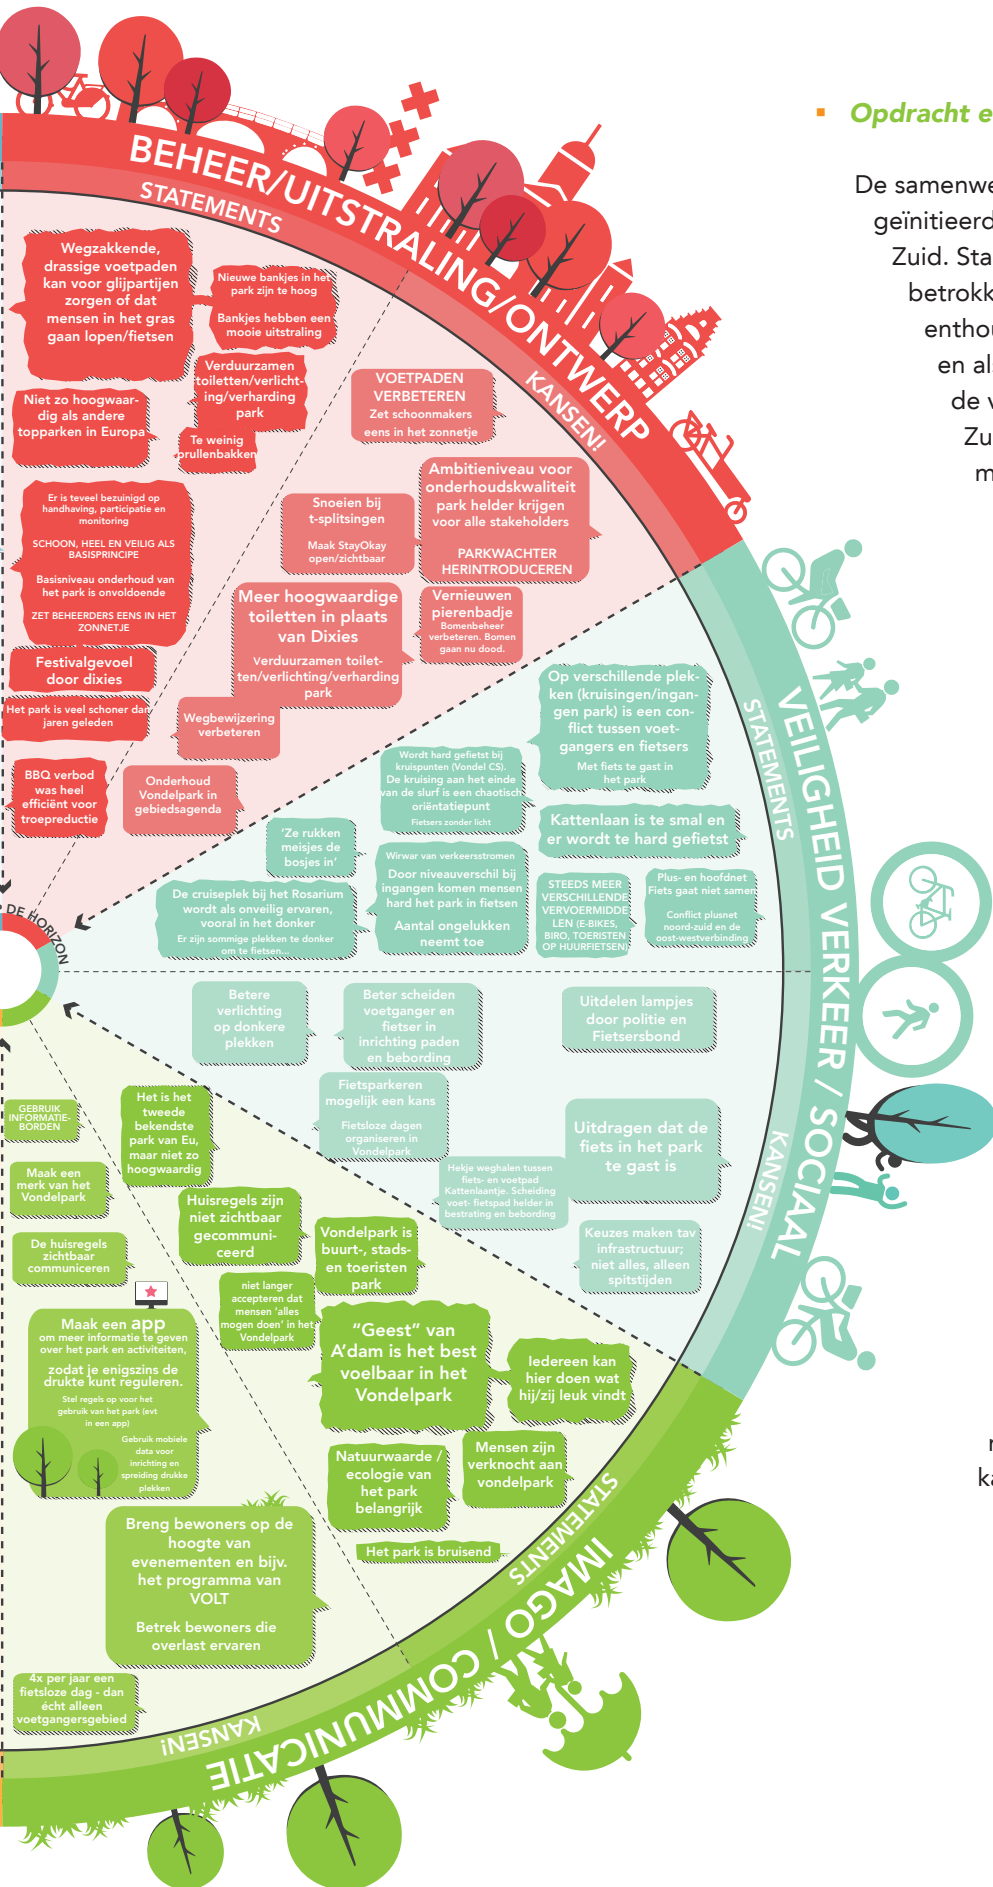 BEHEER/UITSTRALING/ONTWERP
STATEMENTS
KANSEN!
Wegzakkende,
drassige voetpaden
kan voor glijpartijen
zorgen of dat
mensen in het gras
gaan lopen/fietsen
Nieuwe bankjes in het
park zijn te hoog
Bankjes hebben een
mooie uitstraling
Verduurzamen
toiletten/verlicht-
ing/verharding
park
Niet zo hoogwaar-
dig als andere
topparken in Europa
Te weinig
prullenbakken
Er is teveel bezuinigd op
handhaving, participatie en
monitoring
SCHOON, HEEL EN VEILIG ALS
BASISPRINCIPE
Basisniveau onderhoud van
het park is onvoldoende
ZET BEHEERDERS EENS IN HET
ZONNETJE
Festivalgevoel
door dixies
Het park is veel schoner dan
jaren geleden
BBQ verbod
was heel
efficiënt voor
troepreductie
VOETPADEN
VERBETEREN
Zet schoonmakers
eens in het zonnetje
Snoeien bij
t-splitsingen
Maak StayOkay
open/zichtbaar
Ambitieniveau voor
onderhoudskwaliteit
park helder krijgen
voor alle stakeholders
PARKWACHTER
HERINTRODUCEREN
Meer hoogwaardige
toiletten in plaats
van Dixies
Verduurzamen toilet-
ten/verlichting/verharding
park
Vernieuwen
pierenbadje
Bomenbeheer
verbeteren. Bomen
gaan nu dood.
Wegbewijzering
verbeteren
Onderhoud
Vondelpark in
gebiedsagenda
DE HORIZON
VEILIGHEID VERKEER / SOCIAAL
STATEMENTS
KANSEN!
Op verschillende plek-
ken (kruisingen/ingan-
gen park) is een con-
flict tussen voet-
gangers en fietsers
Met fiets te gast in
het park
Wordt hard gefietst bij
kruispunten (Vondel CS).
De kruising aan het einde
van de slurf is een chaotisch
oriëntatiepunt
Fietsers zonder licht
Kattenlaan is te smal en
er wordt te hard gefietst
'Ze rukken
meisjes de
bosjes in'
Wirwar van verkeersstromen
Door niveauverschil bij
ingangen komen mensen
hard het park in fietsen
Aantal ongelukken
neemt toe
De cruiseplek bij het Rosarium
wordt als onveilig ervaren,
vooral in het donker
Er zijn sommige plekken te donker
om te fietsen...
STEEDS MEER
VERSCHILLENDE
VERVOERMIDDE
LEN (E-BIKES,
BIRO, TOERISTEN
OP HUURFIETSEN)
Plus- en hoofdnet
Fiets gaat niet samen
Conflict plusnet
noord-zuid en de
oost-westverbinding
Betere
verlichting
op donkere
plekken
Beter scheiden
voetganger en
fietser in
inrichting paden
en bebording
Uitdelen lampjes
door politie en
Fietsersbond
Fietsparkeren
mogelijk een kans
Fietsloze dagen
organiseren in
Vondelpark
Uitdragen dat de
fiets in het park
te gast is
Hekje weghalen tussen
fiets- en voetpad
Kattenlaantje. Scheiding
voet- fietspad helder in
bestrating en bebording
Keuzes maken tav
infrastructuur;
niet alles, alleen
spitstijden
IMAGO / COMMUNICATIE
STATEMENTS
KANSEN!
GEBRUIK
INFORMATIE-
BORDEN
Het is het
tweede
bekendste
park van Eu,
maar niet zo
hoogwaardig
Maak een
merk van het
Vondelpark
Huisregels zijn
niet zichtbaar
gecommuni-
ceerd
Vondelpark is
buurt-, stads-
en toeristen
park
De huisregels
zichtbaar
communiceren
niet langer
accepteren dat
mensen 'alles
mogen doen' in het
Vondelpark
Maak een app
om meer informatie te geven
over het park en activiteiten,
zodat je enigszins de
drukte kunt reguleren.
Stel regels op voor het
gebruik van het park (evt
in een app)
Gebruik mobiele
data voor
inrichting en
spreiding drukke
plekken
"Geest" van
A'dam is het best
voelbaar in het
Vondelpark
Iedereen kan
hier doen wat
hij/zij leuk vindt
Natuurwaarde /
ecologie van
het park
belangrijk
Mensen zijn
verknocht aan
vondelpark
Het park is bruisend
Breng bewoners op de
hoogte van
evenementen en bijv.
het programma van
VOLT
Betrek bewoners die
overlast ervaren
4x per jaar een
fietsloze dag - dan
écht alleen
voetgangersgebied
Opdracht e
De samenwe
geïnitieerd
Zuid. Sta
betrokk
enthou
en als
de v
Zu
m
ka